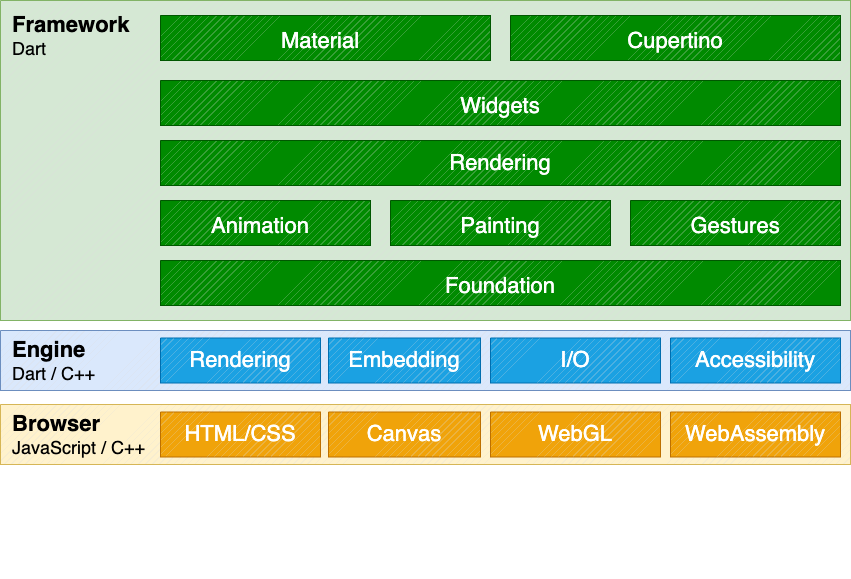 Framework
Dart
Material
Cupertino
Widgets
Rendering
Animation
Painting
Gestures
Foundation
Engine
Dart / C++
Rendering
Embedding
I/O
Accessibility
Browser
JavaScript / C++
HTML/CSS
Canvas
WebGL
WebAssembly